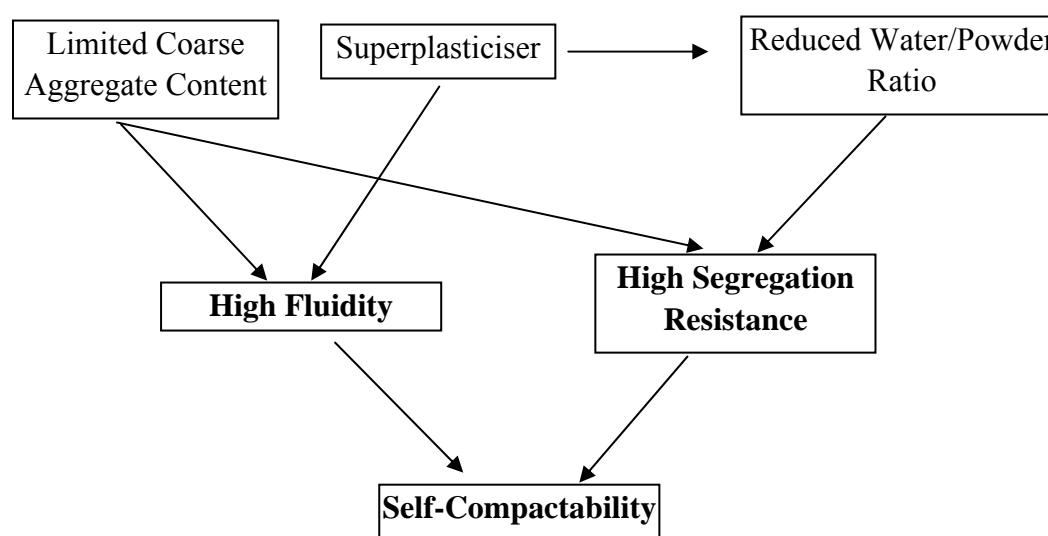 Limited Coarse
Aggregate Content
Superplasticiser
Reduced Water/Powder
Ratio
High Fluidity
High Segregation
Resistance
Self-Compactability